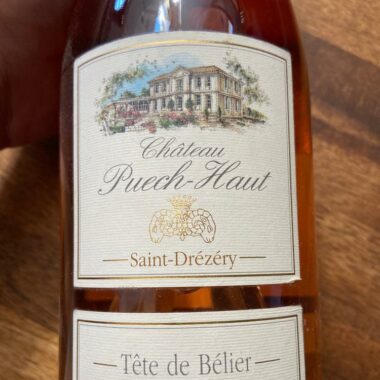 Château
Puech-Haut
Saint-Drézéry
Tête de Bélier